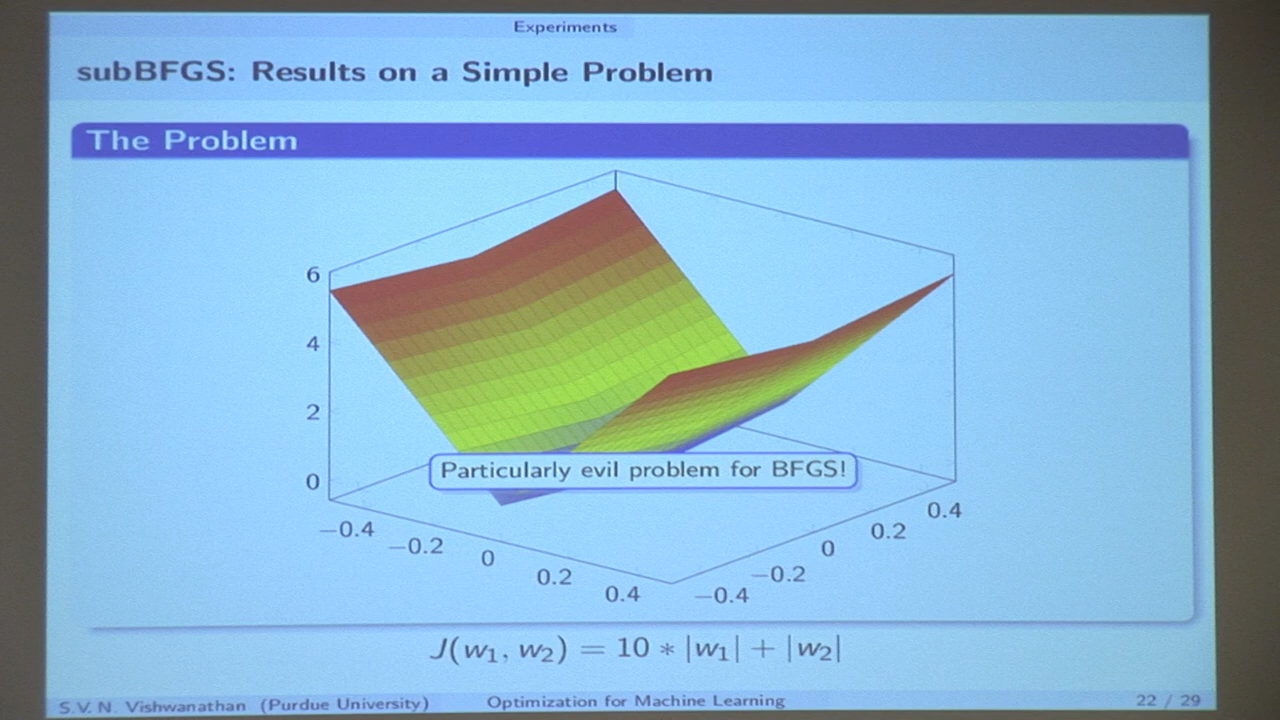 Experiments
subBFGS: Results on a Simple Problem
The Problem
6
4
2
0
−0.4
−0.2
0
0.2
0.4
−0.4
−0.2
0
0.2
0.4
Particularly evil problem for BFGS!
J(w₁, w₂) = 10 * |w₁| + |w₂|
S.V. N. Vishwanathan (Purdue University) Optimization for Machine Learning 22 / 29